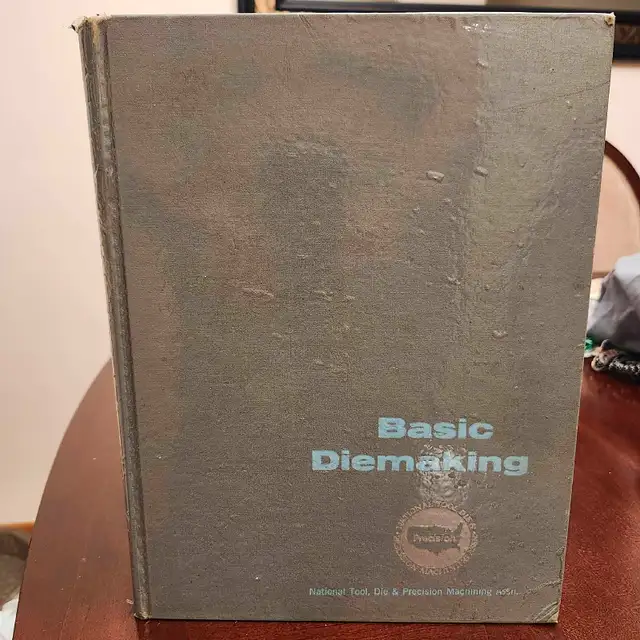 Basic
Diemaking
Precision
National Tool, Die & Precision Machining Assn.